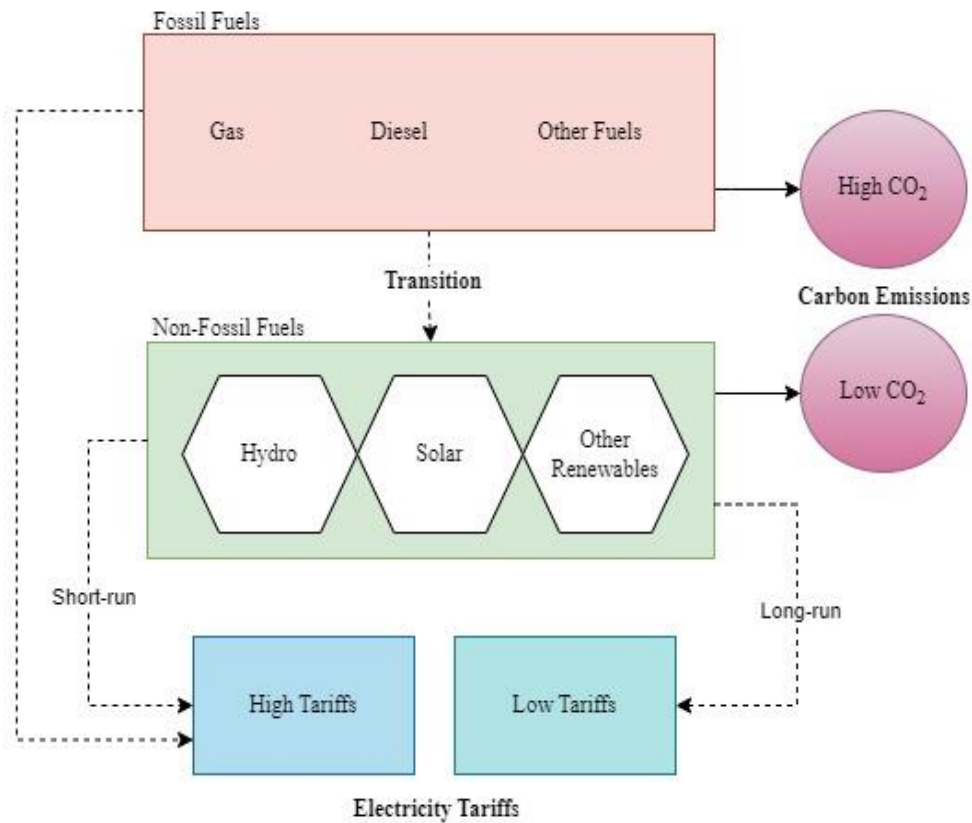 Fossil Fuels
Gas
Diesel
Other Fuels
High CO₂
Transition
Carbon Emissions
Non-Fossil Fuels
Low CO₂
Hydro
Solar
Other
Renewables
Short-run
Long-run
High Tariffs
Low Tariffs
Electricity Tariffs